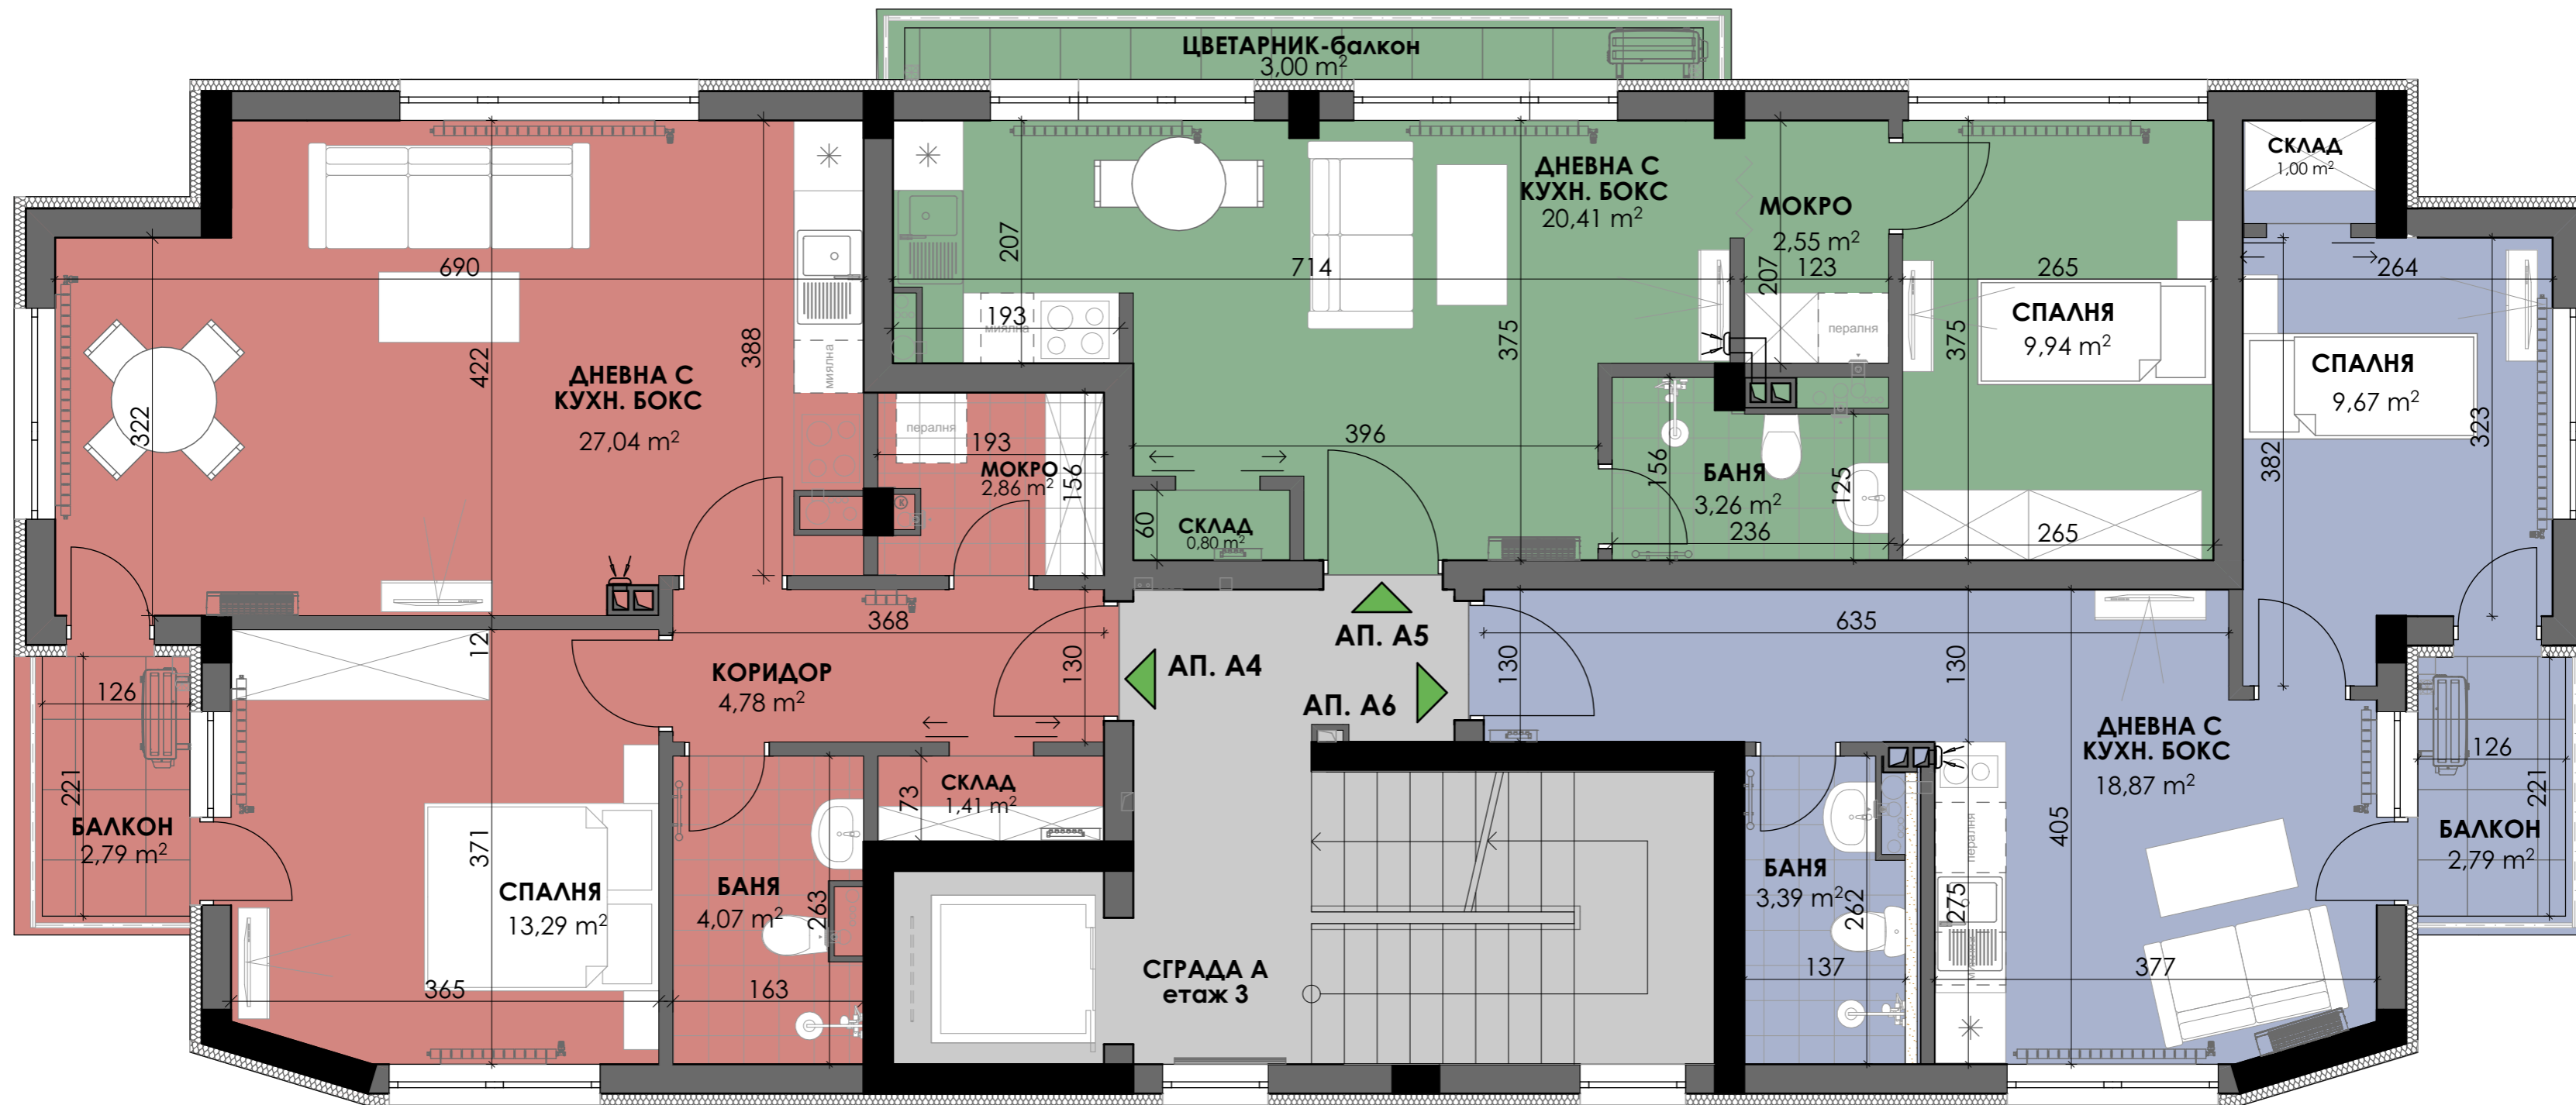 ЦВЕТАРНИК-балкон
3,00 m²
ДНЕВНА С
КУХН. БОКС
27,04 m²
690
422
388
322
миялна
ДНЕВНА С
КУХН. БОКС
20,41 m²
207
714
193
миялна
375
396
МОКРО
2,55 m²
207
123
пералня
СПАЛНЯ
9,94 m²
265
375
265
СКЛАД
1,00 m²
264
СПАЛНЯ
9,67 m²
382
323
пералня
193
МОКРО
2,86 m²
156
СКЛАД
0,80 m²
60
БАНЯ
3,26 m²
156
125
236
КОРИДОР
4,78 m²
368
130
12
АП. А4
АП. А5
АП. А6
130
635
130
ДНЕВНА С
КУХН. БОКС
18,87 m²
405
377
275
пералня
миялна
БАЛКОН
2,79 m²
126
221
СПАЛНЯ
13,29 m²
371
365
БАНЯ
4,07 m²
263
163
СКЛАД
1,41 m²
73
СГРАДА А
етаж 3
БАНЯ
3,39 m²
262
137
БАЛКОН
2,79 m²
126
221